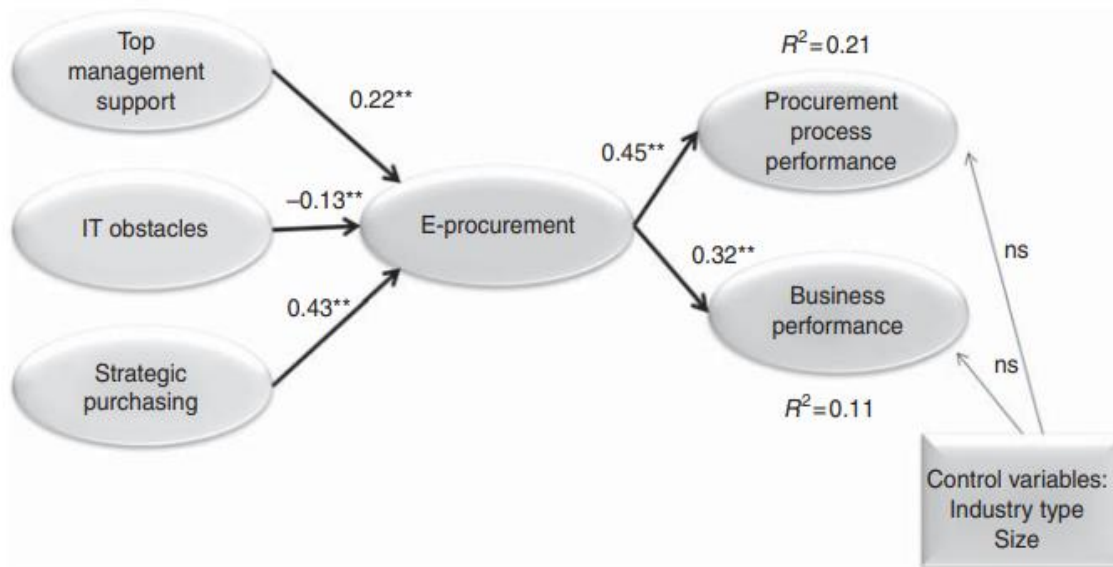 Top
management
support
IT obstacles
Strategic
purchasing
0.22**
–0.13**
0.43**
E-procurement
0.45**
0.32**
R²=0.21
Procurement
process
performance
Business
performance
R²=0.11
ns
ns
Control variables:
Industry type
Size